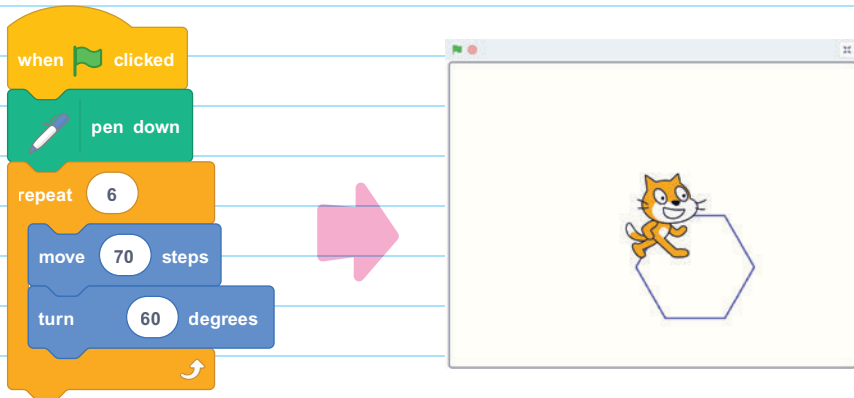 when clicked
pen down
repeat 6
move 70 steps
turn 60 degrees